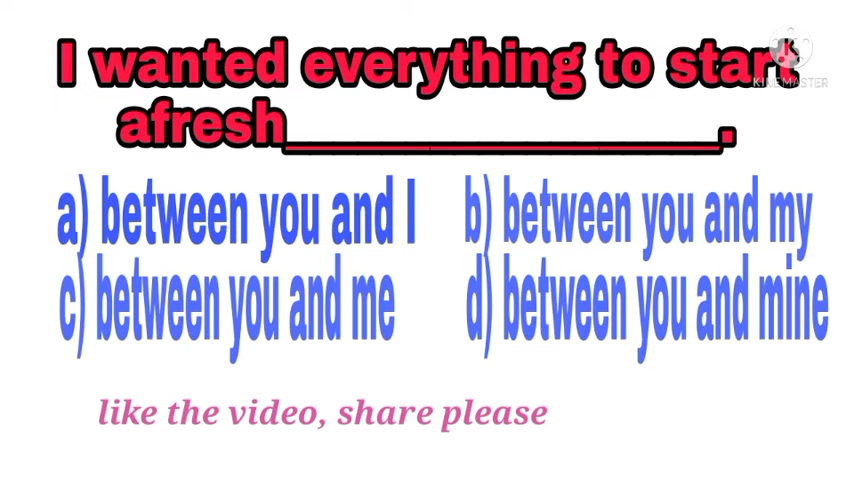 I wanted everything to start
KINEMASTER
afresh____________________.
a) between you and I b) between you and my
c) between you and me d) between you and mine
like the video, share please